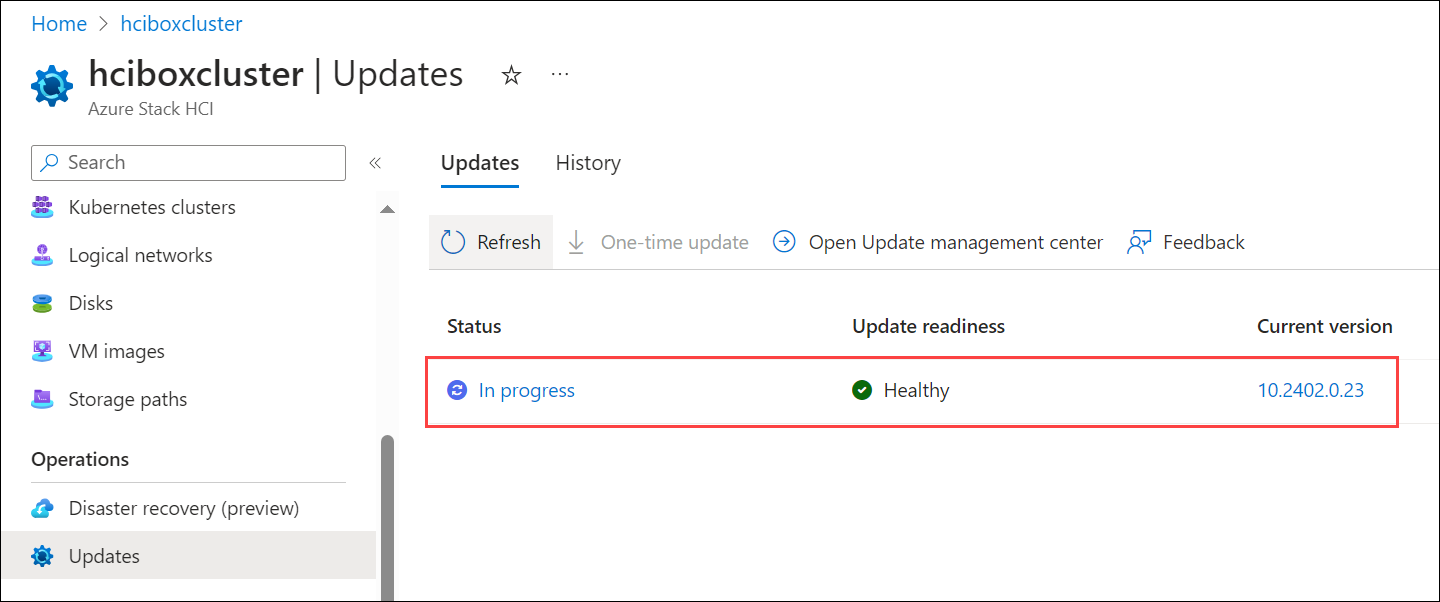 Home > hciboxcluster
hciboxcluster | Updates
...
Azure Stack HCI
Search
«
Kubernetes clusters
Logical networks
Disks
VM images
Storage paths
Operations
Disaster recovery (preview)
Updates
Updates History
Refresh One-time update Open Update management center Feedback
Status Update readiness Current version
In progress Healthy 10.2402.0.23